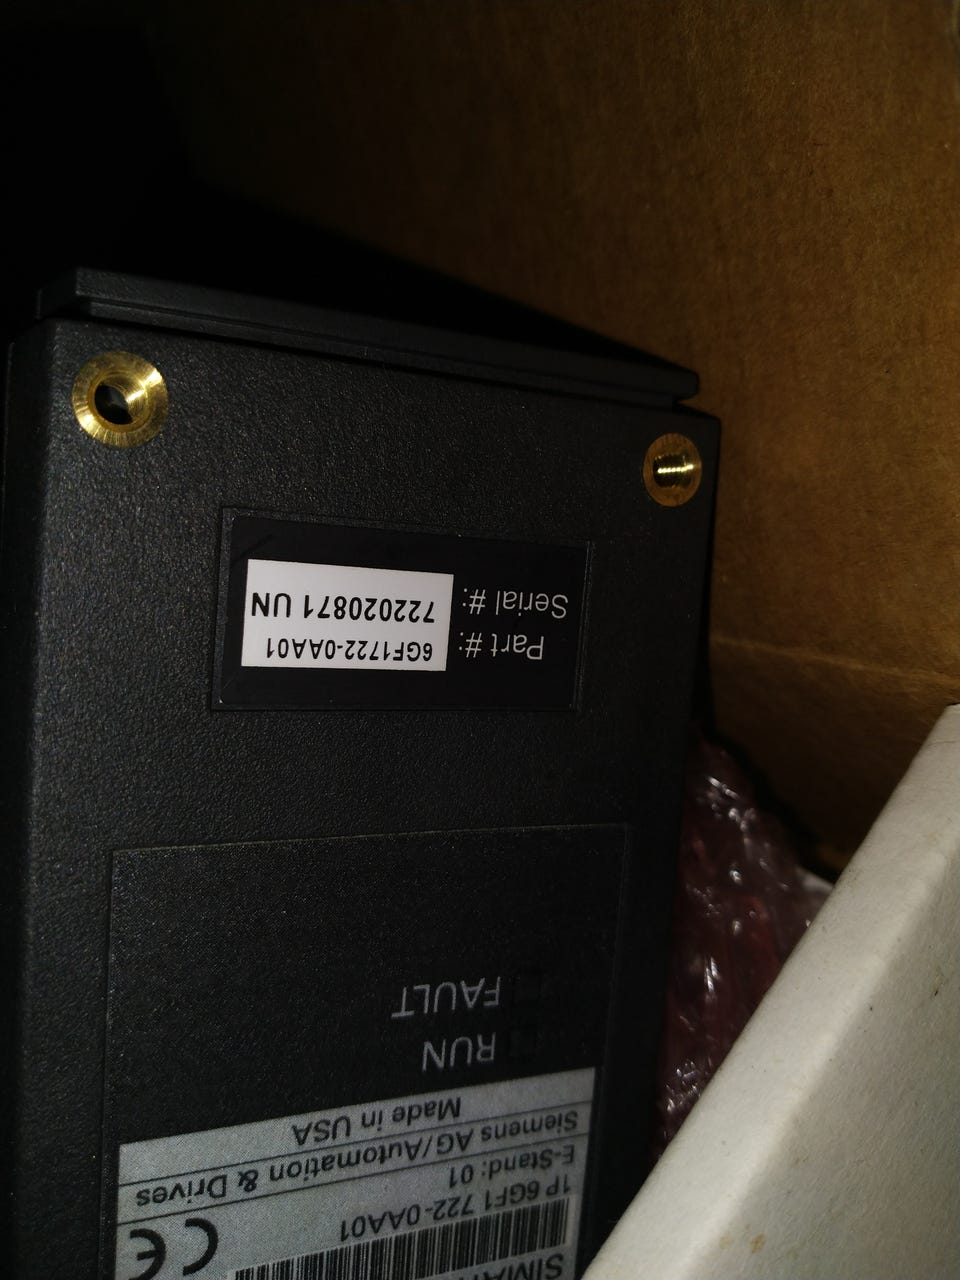 SIMA
1P 6GF1 722-0AA01
E-Stand: 01
Siemens AG/Automation & Drives
Made in USA
CE
RUN
FAULT
Part #: 6GF1722-0AA01
Serial #: 722020871 UN